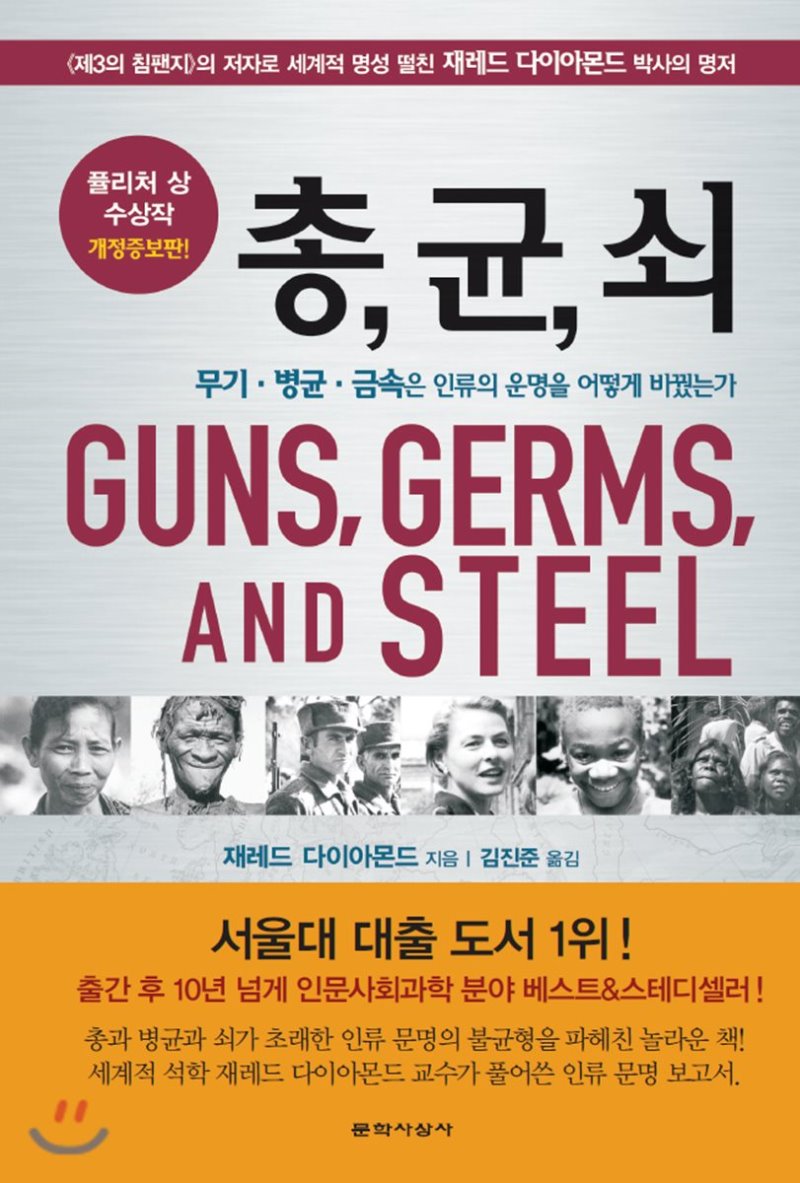 《제3의 침팬지》의 저자로 세계적 명성 떨친 재레드 다이아몬드 박사의 명저
퓰리처 상
수상작
개정증보판!
총, 균, 쇠
무기·병균·금속은 인류의 운명을 어떻게 바꿨는가
GUNS, GERMS,
AND STEEL
재레드 다이아몬드 지음 | 김진준 옮김
서울대 대출 도서 1위!
출간 후 10년 넘게 인문사회과학 분야 베스트&스테디셀러!
총과 병균과 쇠가 초래한 인류 문명의 불균형을 파헤친 놀라운 책!
세계적 석학 재레드 다이아몬드 교수가 풀어쓴 인류 문명 보고서.
문학사상사